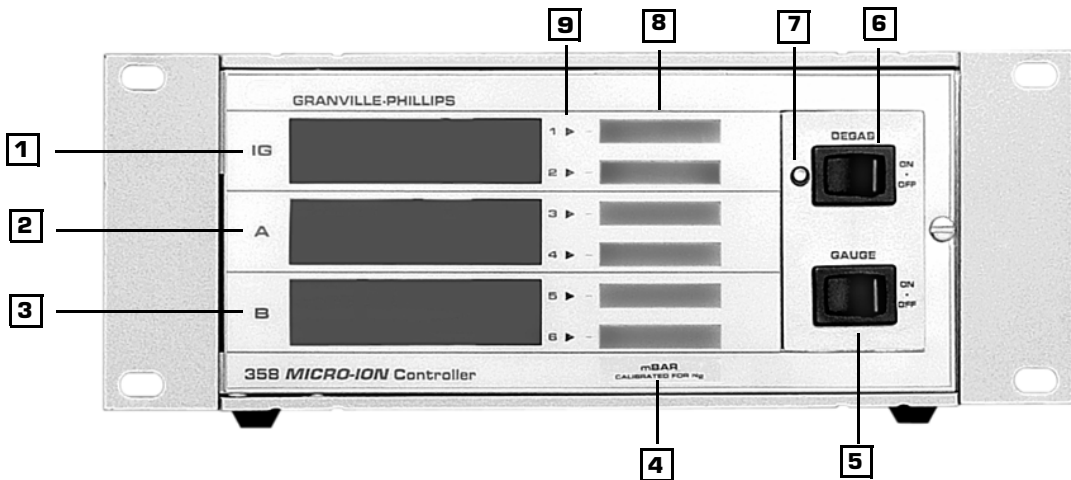 9 8 7 6
GRANVILLE-PHILLIPS
1 IG 1
2
DEGAS
ON
OFF
2 A 3
4
GAUGE
ON
OFF
3 B 5
6
358 MICRO-ION Controller
mBAR
CALIBRATED FOR N2
4 5